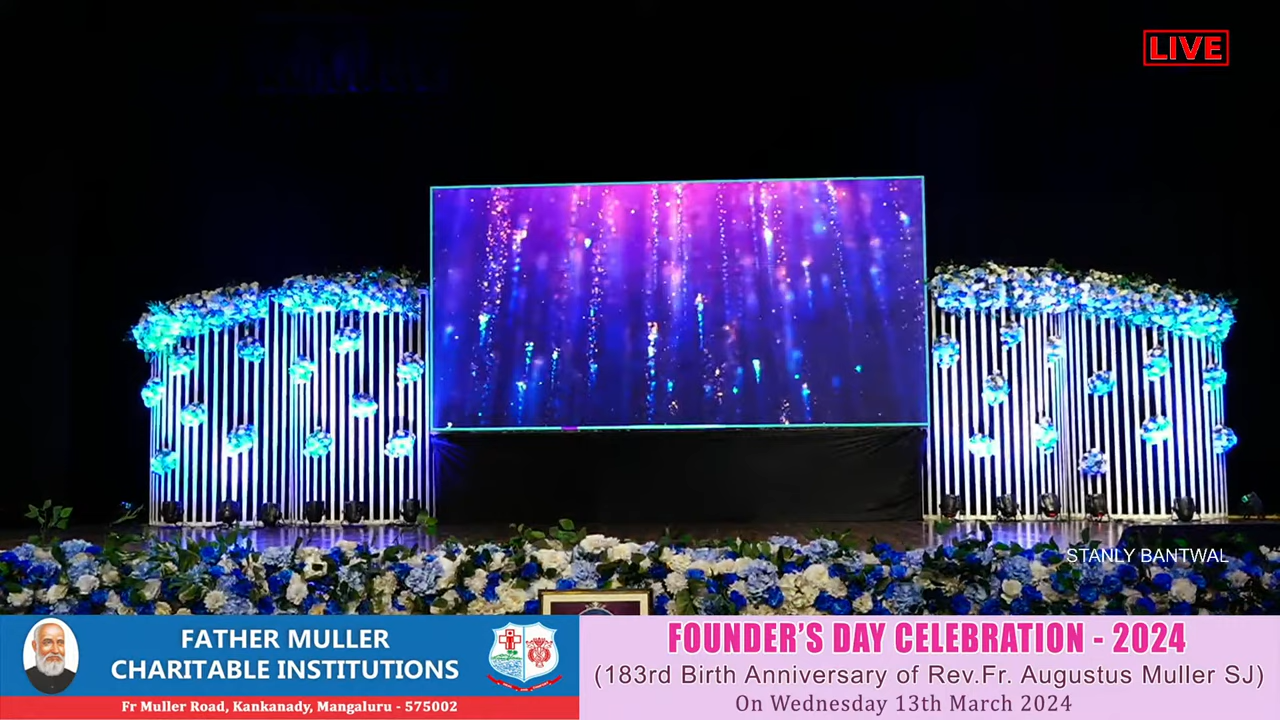 LIVE
STANLY BANTWAL
FATHER MULLER
CHARITABLE INSTITUTIONS
Fr Muller Road, Kankanady, Mangaluru - 575002
FOUNDER'S DAY CELEBRATION - 2024
(183rd Birth Anniversary of Rev.Fr. Augustus Muller SJ)
On Wednesday 13th March 2024